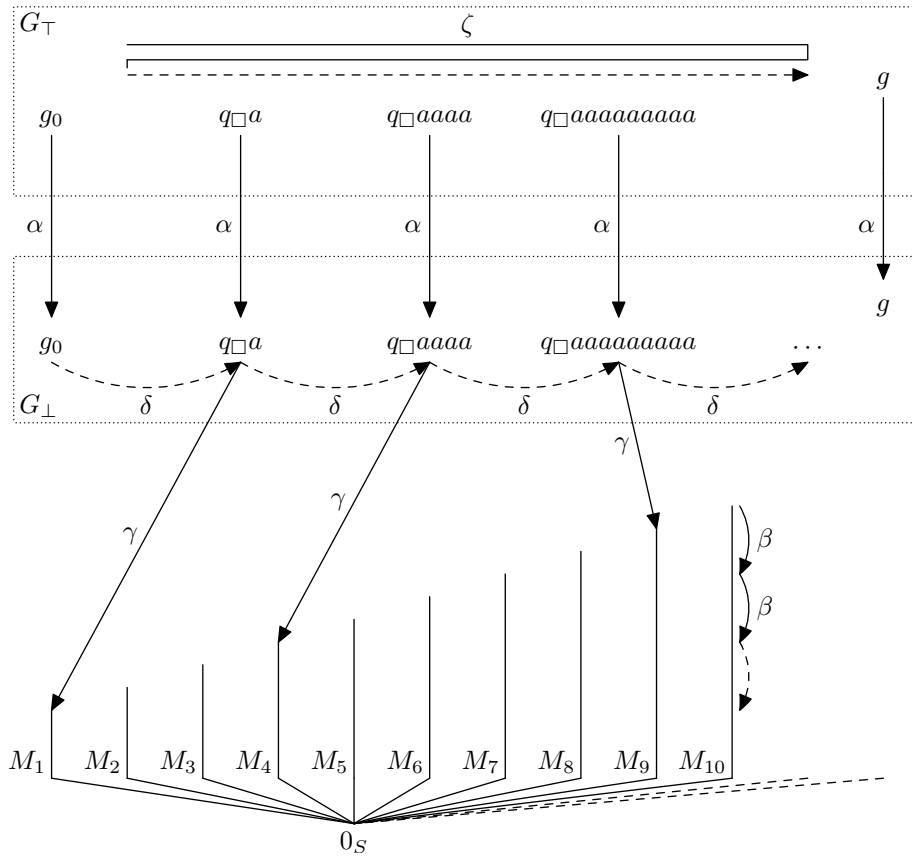 G⊤ ζ
g
g₀ q□a q□aaaa q□aaaaaaaaa
α α α α α
g
g₀ q□a q□aaaa q□aaaaaaaaa ...
G⊥ δ δ δ δ
γ
γ
γ
β
β
M₁ M₂ M₃ M₄ M₅ M₆ M₇ M₈ M₉ M₁₀
0_S